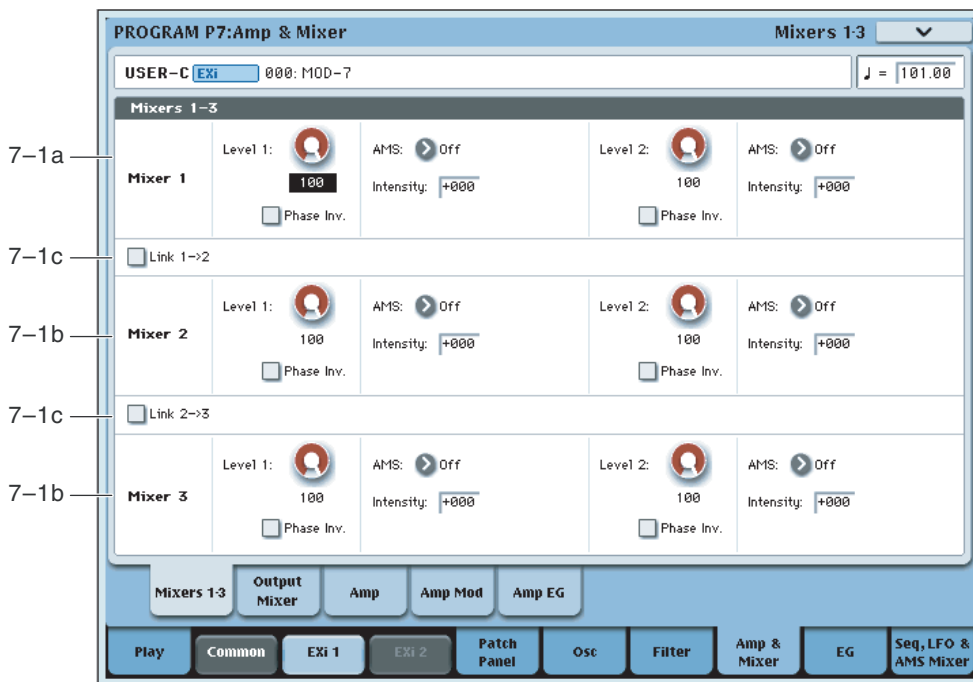 PROGRAM P7:Amp & Mixer Mixers 1-3
USER-C EXi 000: MOD-7 ♩ = 101.00
Mixers 1-3
7–1a
Mixer 1
Level 1: 100
Phase Inv.
AMS: Off
Intensity: +000
Level 2: 100
Phase Inv.
AMS: Off
Intensity: +000
7–1c
Link 1->2
7–1b
Mixer 2
Level 1: 100
Phase Inv.
AMS: Off
Intensity: +000
Level 2: 100
Phase Inv.
AMS: Off
Intensity: +000
7–1c
Link 2->3
7–1b
Mixer 3
Level 1: 100
Phase Inv.
AMS: Off
Intensity: +000
Level 2: 100
Phase Inv.
AMS: Off
Intensity: +000
Mixers 1-3
Output
Mixer
Amp
Amp Mod
Amp EG
Play
Common
EXi 1
EXi 2
Patch
Panel
Osc
Filter
Amp &
Mixer
EG
Seq, LFO &
AMS Mixer